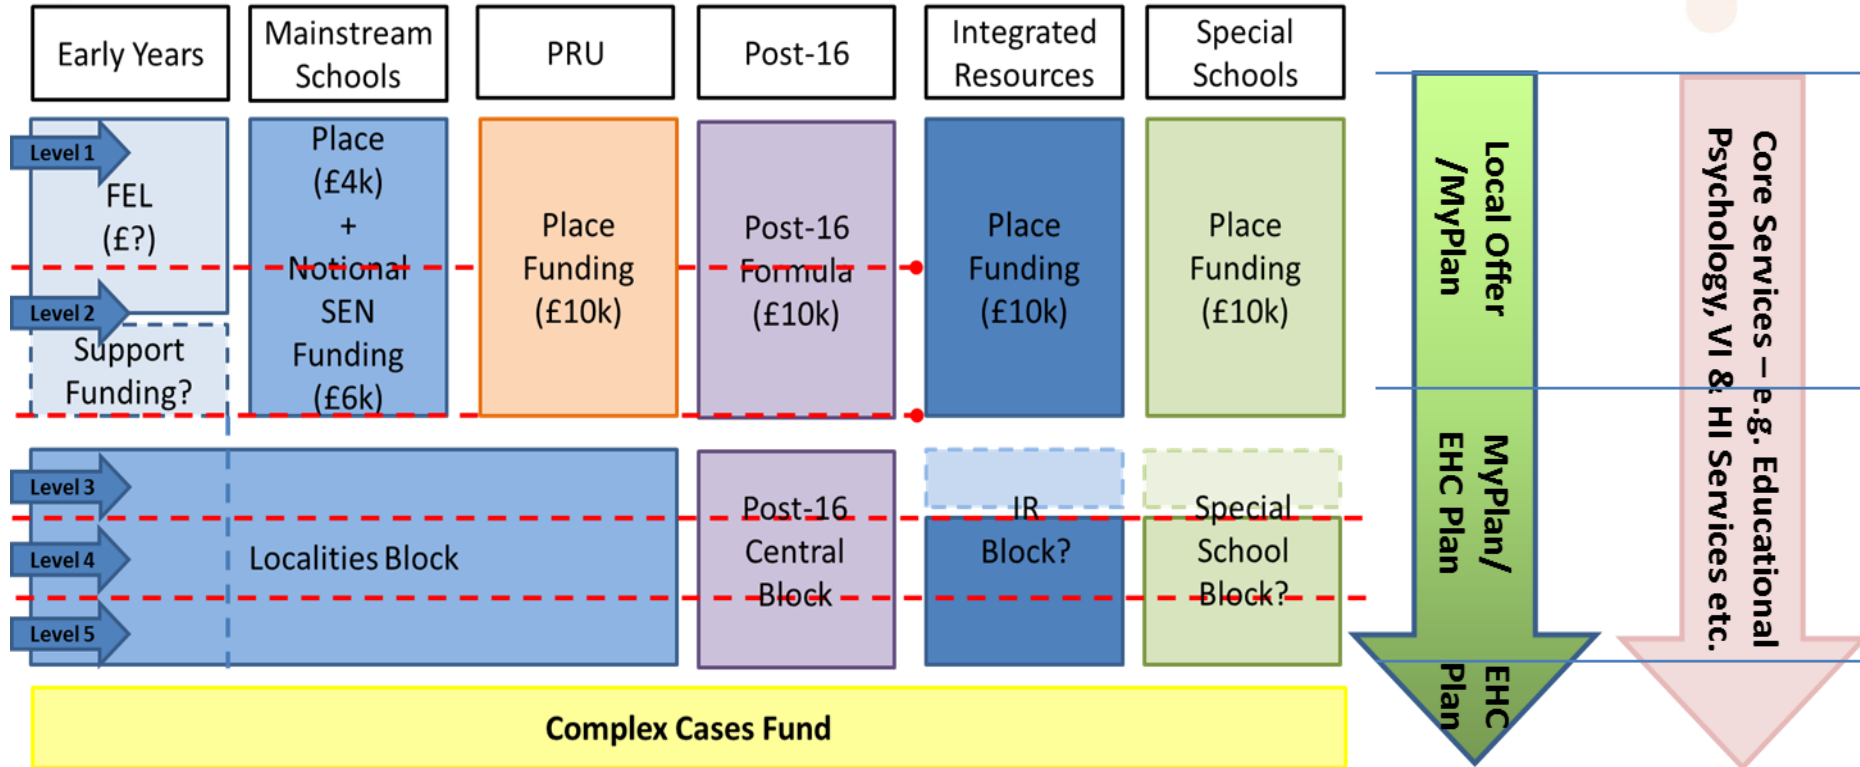 Early Years
Mainstream
Schools
PRU
Post-16
Integrated
Resources
Special
Schools
Level 1
FEL
(£?)
Level 2
Support
Funding?
Place
(£4k)
+
Notional
SEN
Funding
(£6k)
Place
Funding
(£10k)
Post-16
Formula
(£10k)
Place
Funding
(£10k)
Place
Funding
(£10k)
Level 3
Level 4
Level 5
Localities Block
Post-16
Central
Block
IR
Block?
Special
School
Block?
Complex Cases Fund
Local Offer
/MyPlan
MyPlan/
EHC Plan
EHC
Plan
Core Services – e.g. Educational
Psychology, VI & HI Services etc.